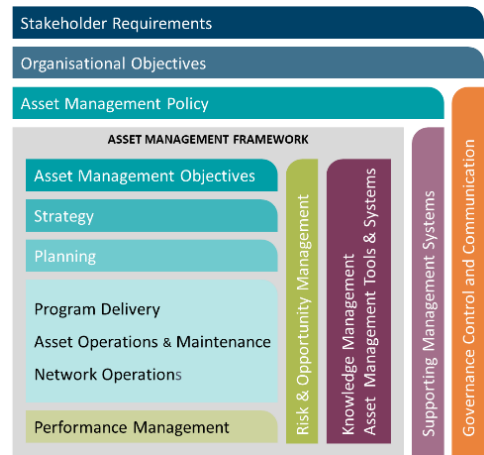 Stakeholder Requirements
Organisational Objectives
Asset Management Policy
ASSET MANAGEMENT FRAMEWORK
Asset Management Objectives
Strategy
Planning
Program Delivery
Asset Operations & Maintenance
Network Operations
Performance Management
Risk & Opportunity Management
Knowledge Management
Asset Management Tools & Systems
Supporting Management Systems
Governance Control and Communication